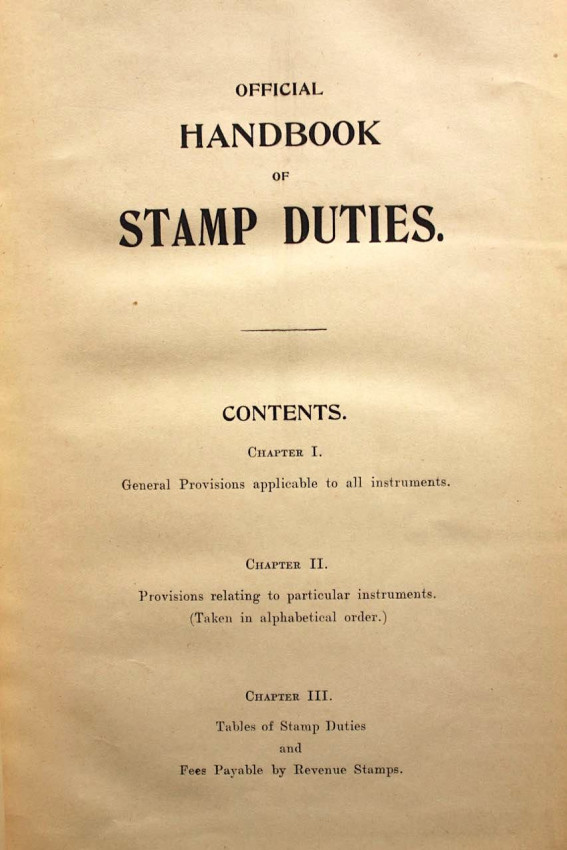 OFFICIAL
HANDBOOK
OF
STAMP DUTIES.
CONTENTS.
CHAPTER I.
General Provisions applicable to all instruments.
CHAPTER II.
Provisions relating to particular instruments.
(Taken in alphabetical order.)
CHAPTER III.
Tables of Stamp Duties
and
Fees Payable by Revenue Stamps.